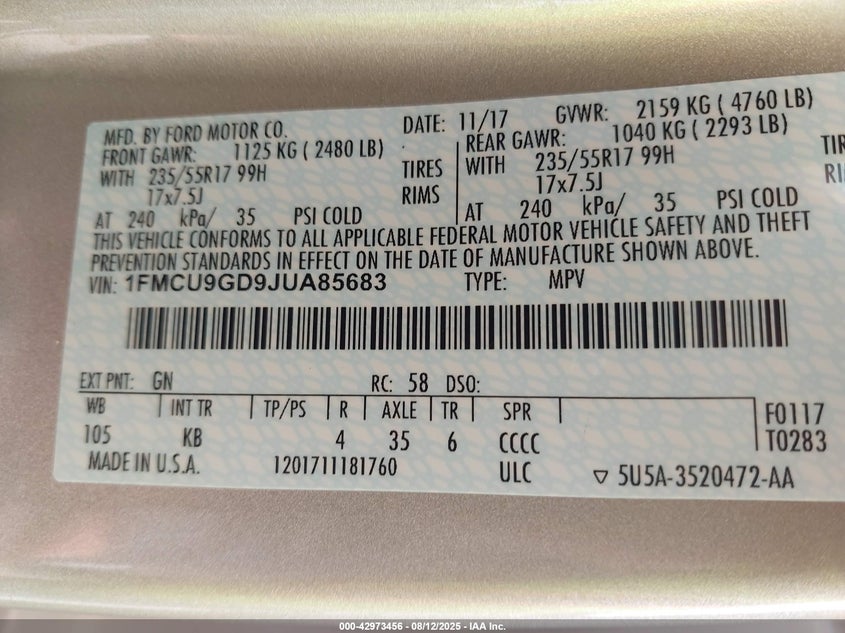 MFD. BY FORD MOTOR CO.
DATE: 11/17 GVWR: 2159 KG ( 4760 LB)
FRONT GAWR: 1125 KG ( 2480 LB)
REAR GAWR: 1040 KG ( 2293 LB)
WITH 235/55R17 99H TIRES
WITH 235/55R17 99H
17x7.5J RIMS
17x7.5J
AT 240 kPa/ 35 PSI COLD
AT 240 kPa/ 35 PSI COLD
THIS VEHICLE CONFORMS TO ALL APPLICABLE FEDERAL MOTOR VEHICLE SAFETY AND THEFT
PREVENTION STANDARDS IN EFFECT ON THE DATE OF MANUFACTURE SHOWN ABOVE.
VIN: 1FMCU9GD9JUA85683 TYPE: MPV
EXT PNT: GN RC: 58 DSO:
WB INT TR TP/PS R AXLE TR SPR
105 KB 4 35 6 CCCC
F0117
T0283
MADE IN U.S.A. 1201711181760 ULC ▽ 5U5A-3520472-AA
000-42973456 - 08/12/2025 - IAA Inc.